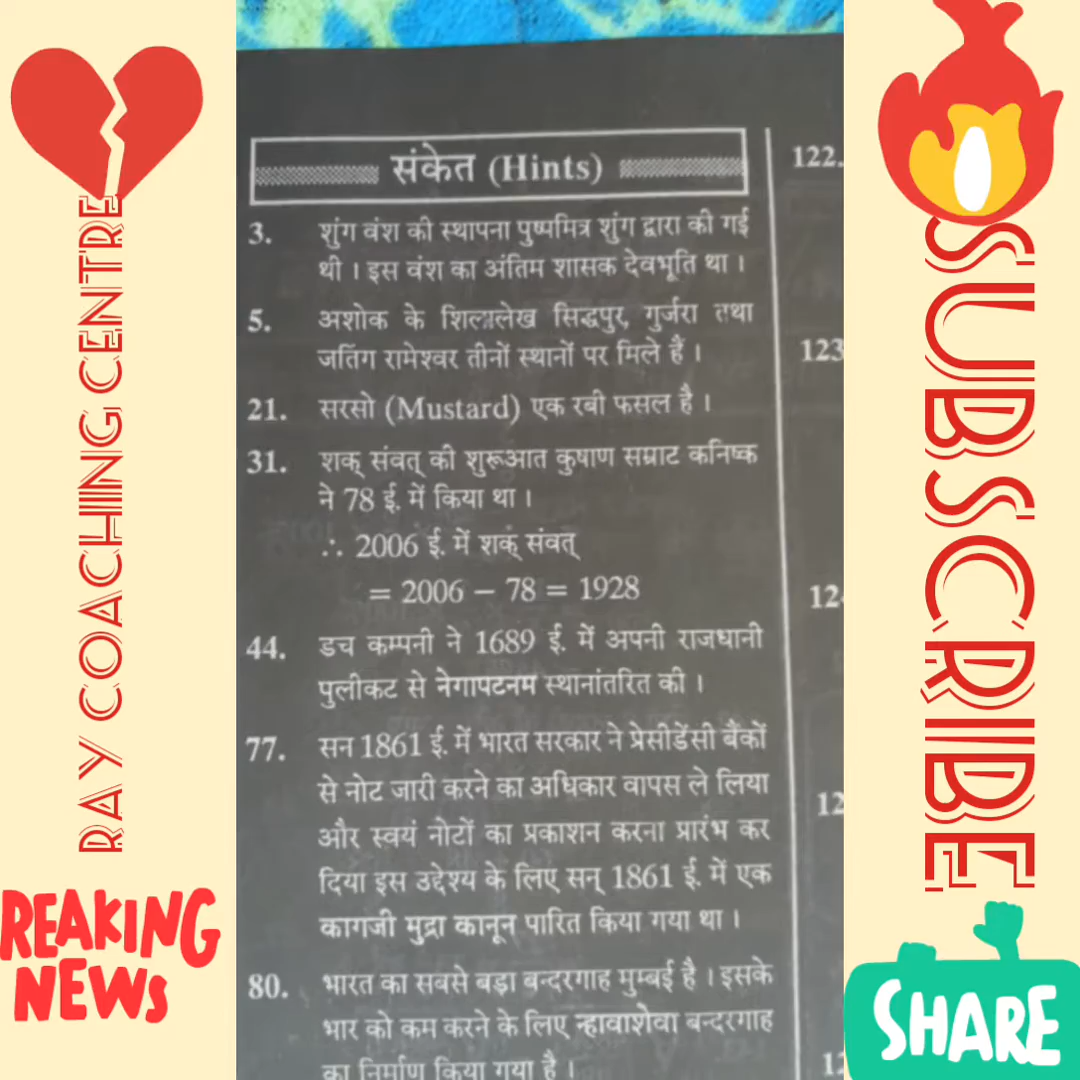 RAY COACHING CENTRE
REAKING
NEWS
संकेत (Hints)
3. शुंग वंश की स्थापना पुष्यमित्र शुंग द्वारा की गई
थी । इस वंश का अंतिम शासक देवभूति था ।
5. अशोक के शिलालेख सिद्धपुर, गुर्जरा तथा
जतिंग रामेश्वर तीनों स्थानों पर मिले हैं ।
21. सरसो (Mustard) एक रबी फसल है ।
31. शक् संवत् की शुरूआत कुषाण सम्राट कनिष्क
ने 78 ई. में किया था ।
∴ 2006 ई. में शक् संवत्
= 2006 – 78 = 1928
44. डच कम्पनी ने 1689 ई. में अपनी राजधानी
पुलीकट से नेगापटनम स्थानांतरित की ।
77. सन 1861 ई. में भारत सरकार ने प्रेसीडेंसी बैंकों
से नोट जारी करने का अधिकार वापस ले लिया
और स्वयं नोटों का प्रकाशन करना प्रारंभ कर
दिया इस उद्देश्य के लिए सन् 1861 ई. में एक
कागजी मुद्रा कानून पारित किया गया था ।
80. भारत का सबसे बड़ा बन्दरगाह मुम्बई है । इसके
भार को कम करने के लिए न्हावाशेवा बन्दरगाह
का निर्माण किया गया है ।
122.
123
12
12
12
SUBSCRIBE
SHARE